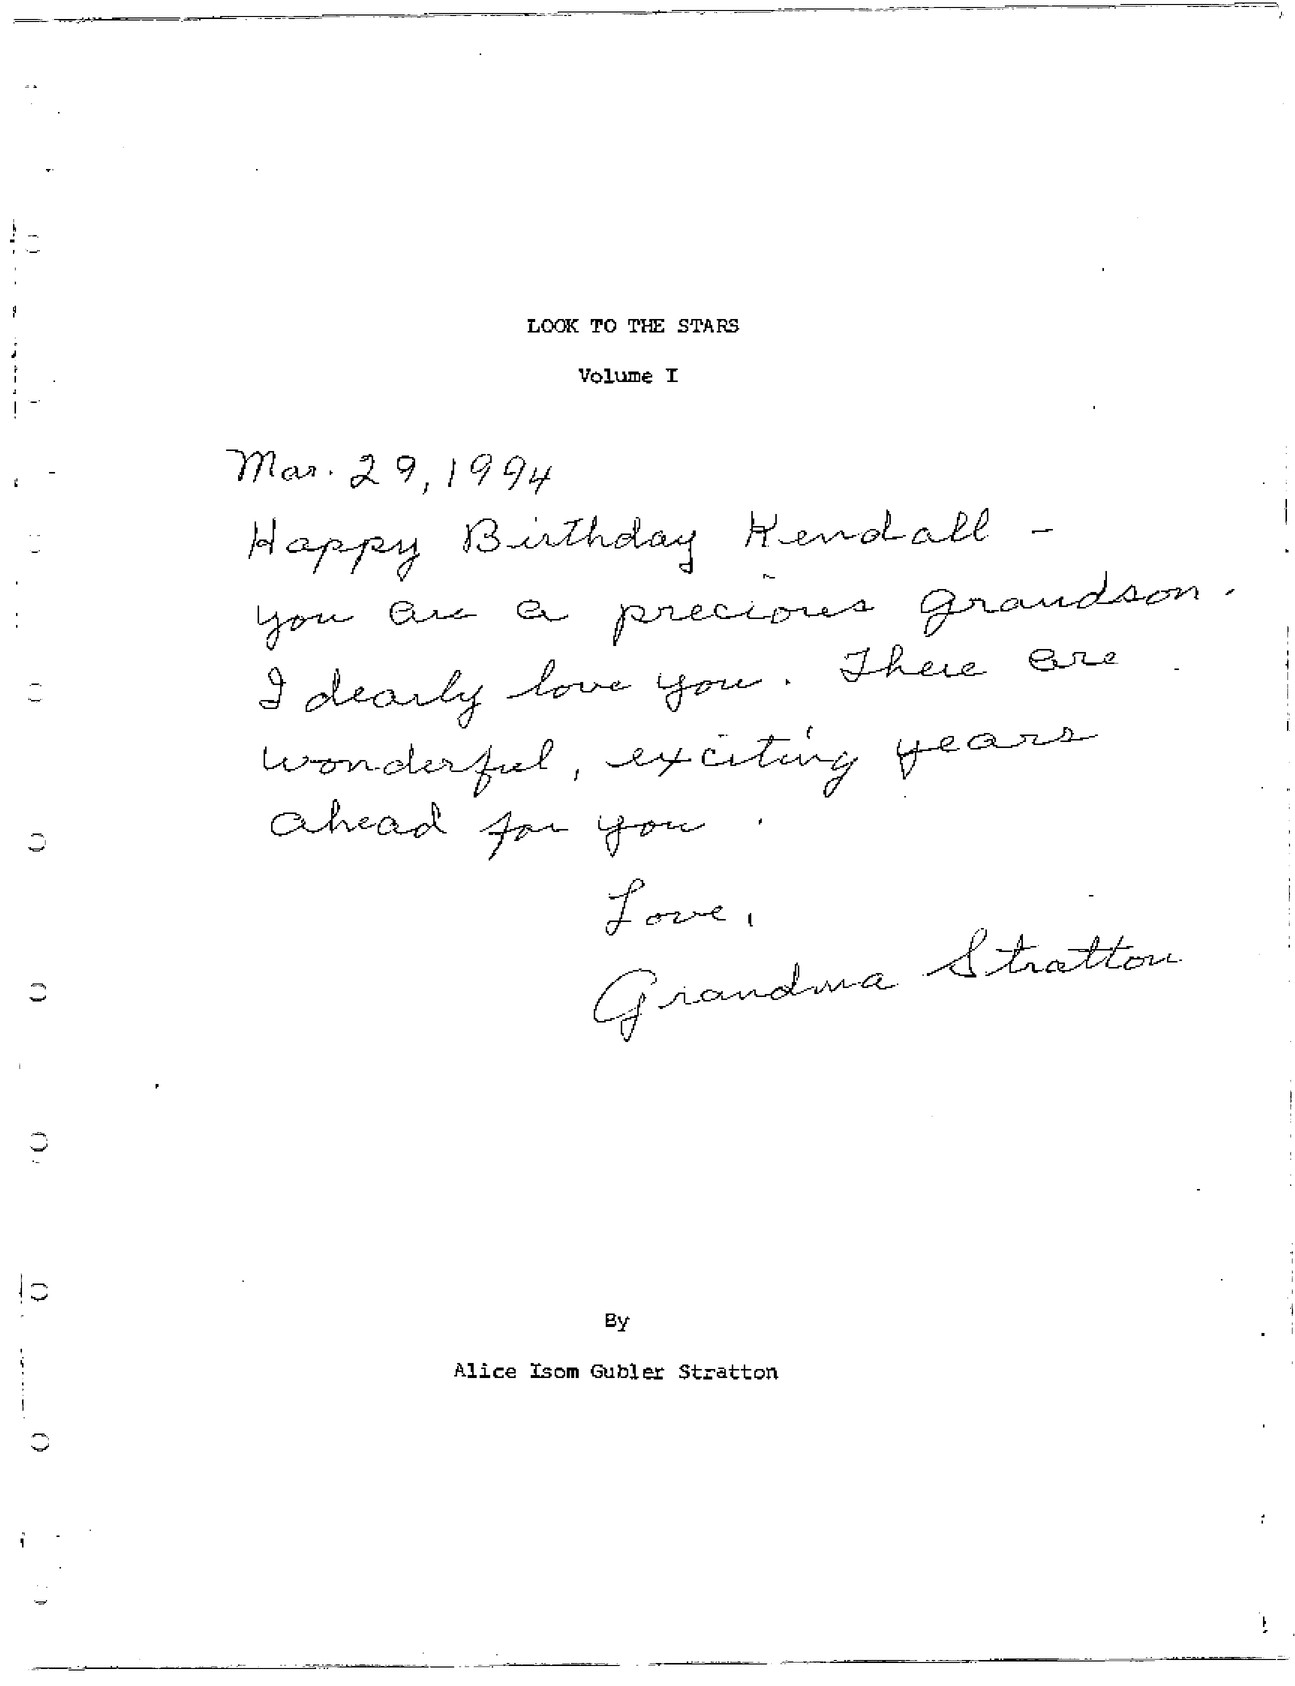 LOOK TO THE STARS
Volume I
Mar. 29, 1994
Happy Birthday Kendall -
you are a precious grandson.
I dearly love you. There are
wonderful, exciting years
ahead for you.
Love,
Grandma Stratton
By
Alice Isom Gubler Stratton